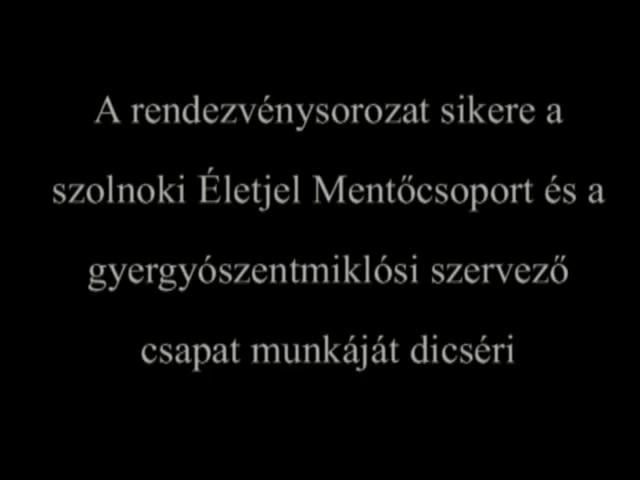 A rendezvénysorozat sikere a
szolnoki Életjel Mentőcsoport és a
gyergyószentmiklósi szervező
csapat munkáját dicséri